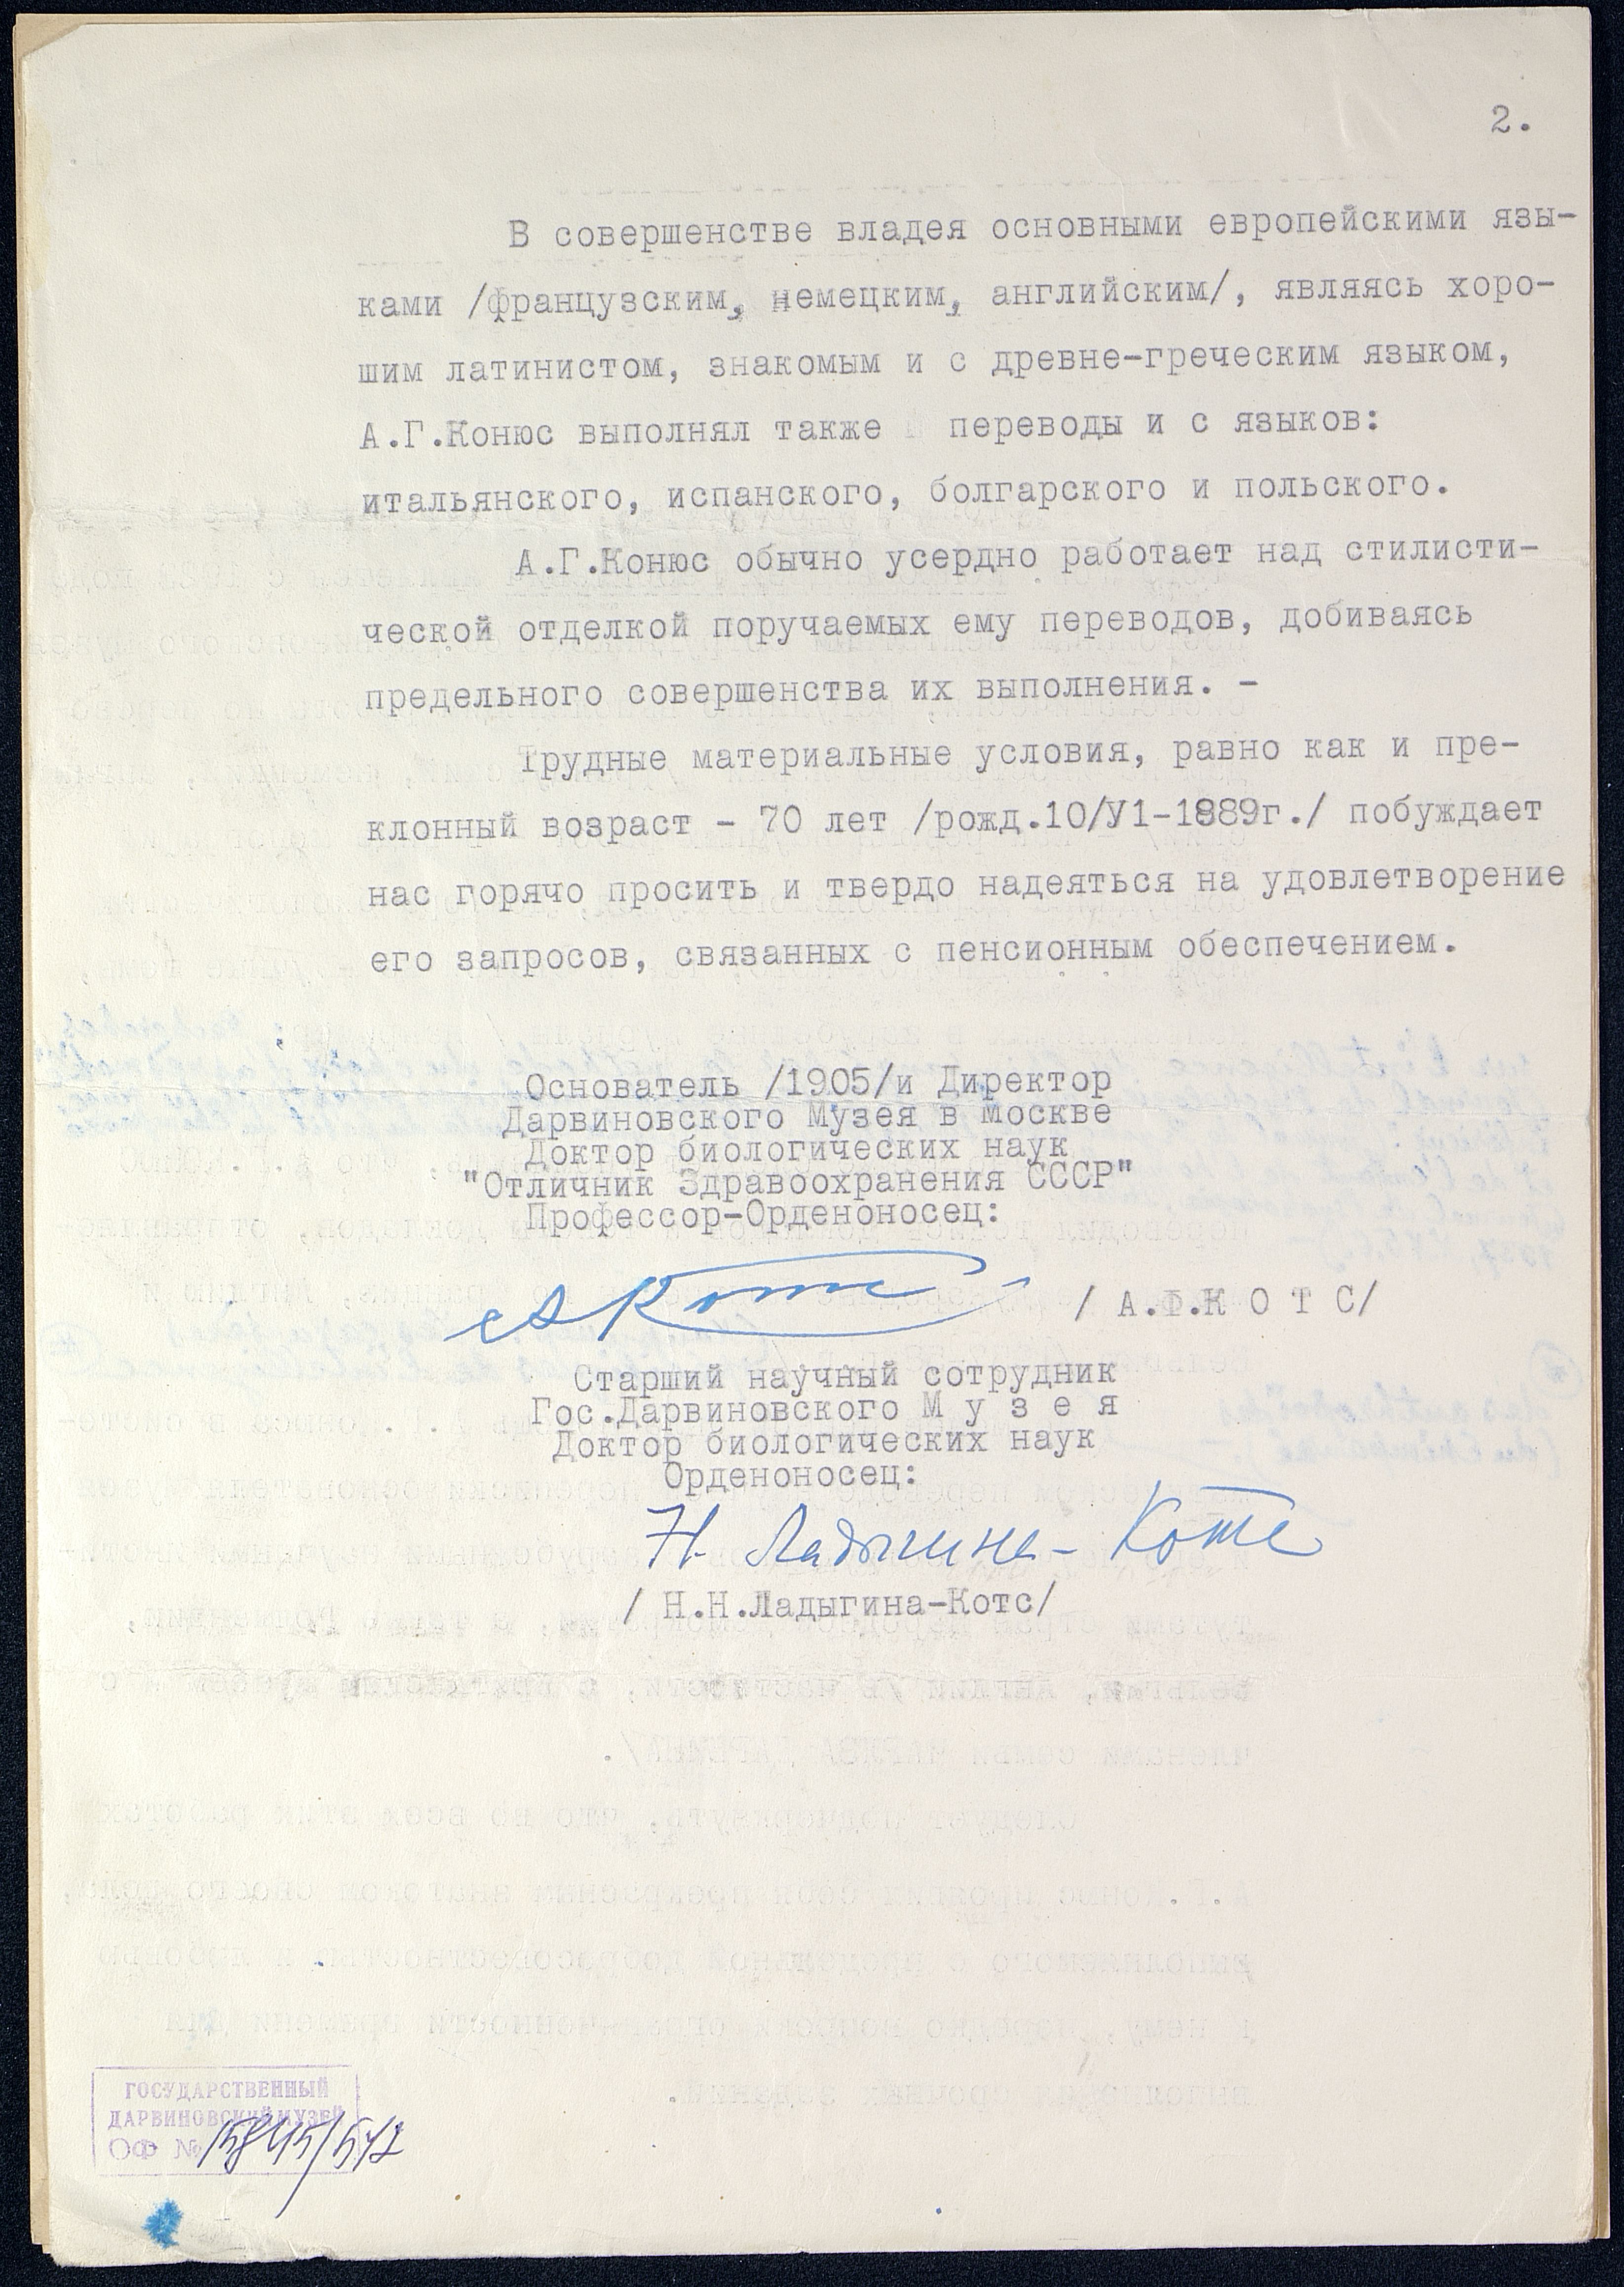 2.
В совершенстве владея основными европейскими язы-
ками /французским, немецким, английским/, являясь хоро-
шим латинистом, знакомым и с древне-греческим языком,
А.Г.Конюс выполнял также переводы и с языков:
итальянского, испанского, болгарского и польского.
А.Г.Конюс обычно усердно работает над стилисти-
ческой отделкой поручаемых ему переводов, добиваясь
предельного совершенства их выполнения. -
Трудные материальные условия, равно как и пре-
клонный возраст - 70 лет /рожд.10/У1-1889г./ побуждает
нас горячо просить и твердо надеяться на удовлетворение
его запросов, связанных с пенсионным обеспечением.
Основатель /1905/и Директор
Дарвиновского Музея в Москве
Доктор биологических наук
"Отличник Здравоохранения СССР"
Профессор-Орденоносец:
А Котс
/ А.Ф.К О Т С/
Старший научный сотрудник
Гос.Дарвиновского М у з е я
Доктор биологических наук
Орденоносец:
Н Ладыгина-Котс
/ Н.Н.Ладыгина-Котс/
ГОСУДАРСТВЕННЫЙ
ДАРВИНОВСКИЙ МУЗЕЙ
ОФ №